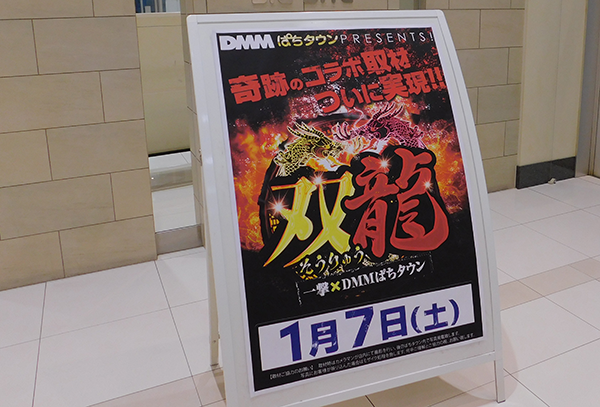 DMMぱちタウンPRESENTS!
奇跡のコラボ取材
ついに実現!!
双龍
そうりゅう
一撃×DMMぱちタウン
1月7日(土)